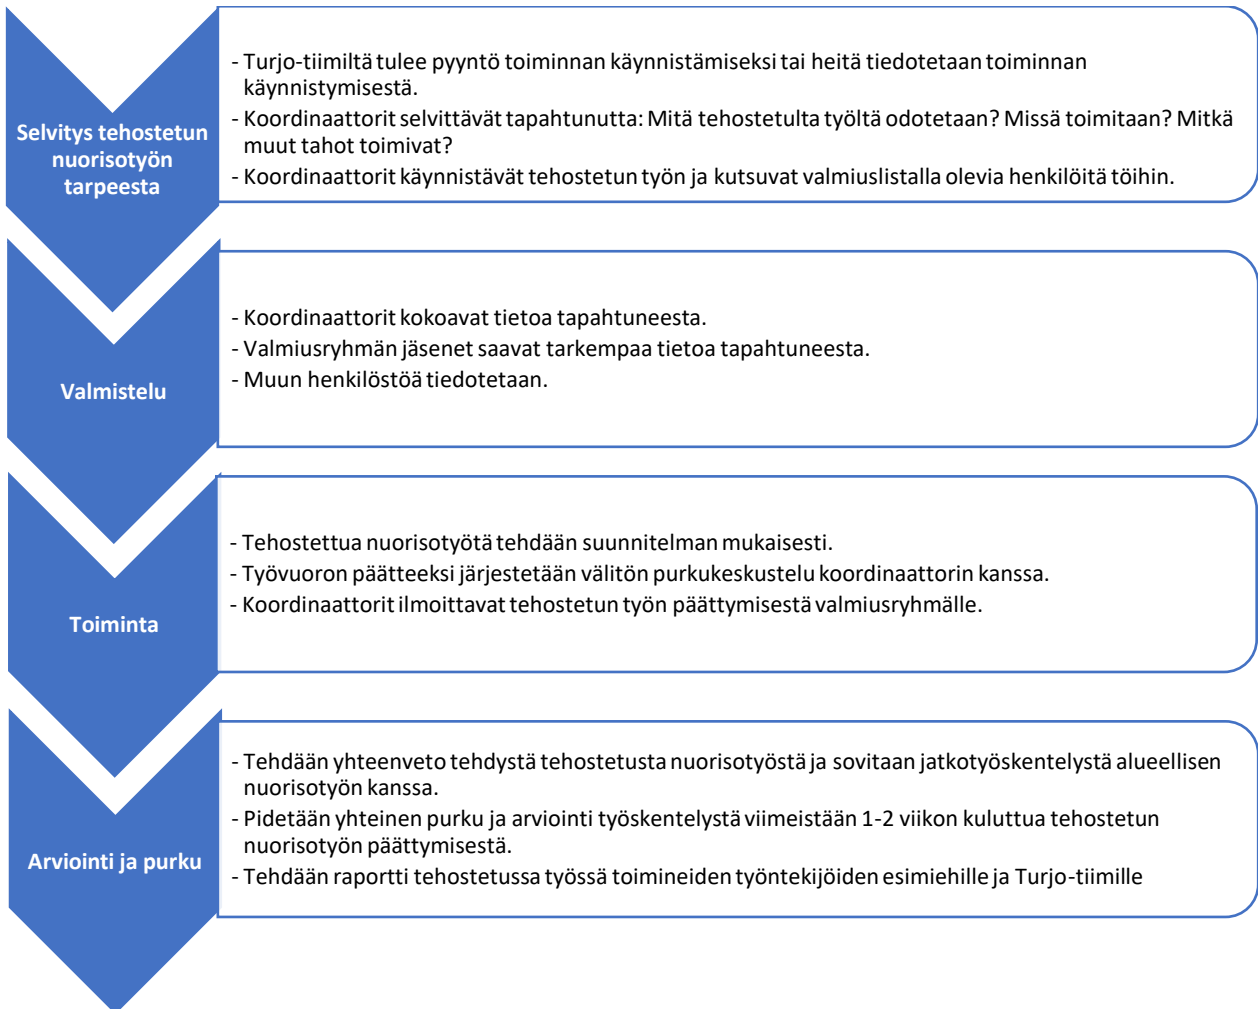 Selvitys tehostetun
nuorisotyön
tarpeesta
- Turjo-tiimiltä tulee pyyntö toiminnan käynnistämiseksi tai heitä tiedotetaan toiminnan
käynnistymisestä.
- Koordinaattorit selvittävät tapahtunutta: Mitä tehostetulta työltä odotetaan? Missä toimitaan? Mitkä
muut tahot toimivat?
- Koordinaattorit käynnistävät tehostetun työn ja kutsuvat valmiuslistalla olevia henkilöitä töihin.
Valmistelu
- Koordinaattorit kokoavat tietoa tapahtuneesta.
- Valmiusryhmän jäsenet saavat tarkempaa tietoa tapahtuneesta.
- Muun henkilöstöä tiedotetaan.
Toiminta
- Tehostettua nuorisotyötä tehdään suunnitelman mukaisesti.
- Työvuoron päätteeksi järjestetään välitön purkukeskustelu koordinaattorin kanssa.
- Koordinaattorit ilmoittavat tehostetun työn päättymisestä valmiusryhmälle.
Arviointi ja purku
- Tehdään yhteenveto tehdystä tehostetusta nuorisotyöstä ja sovitaan jatkotyöskentelystä alueellisen
nuorisotyön kanssa.
- Pidetään yhteinen purku ja arviointi työskentelystä viimeistään 1-2 viikon kuluttua tehostetun
nuorisotyön päättymisestä.
- Tehdään raportti tehostetussa työssä toimineiden työntekijöiden esimiehille ja Turjo-tiimille